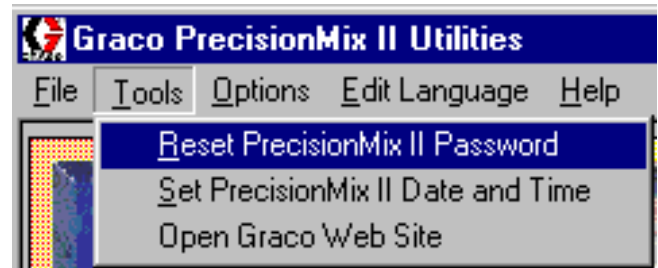 Graco PrecisionMix II Utilities
File Tools Options Edit Language Help
Reset PrecisionMix II Password
Set PrecisionMix II Date and Time
Open Graco Web Site